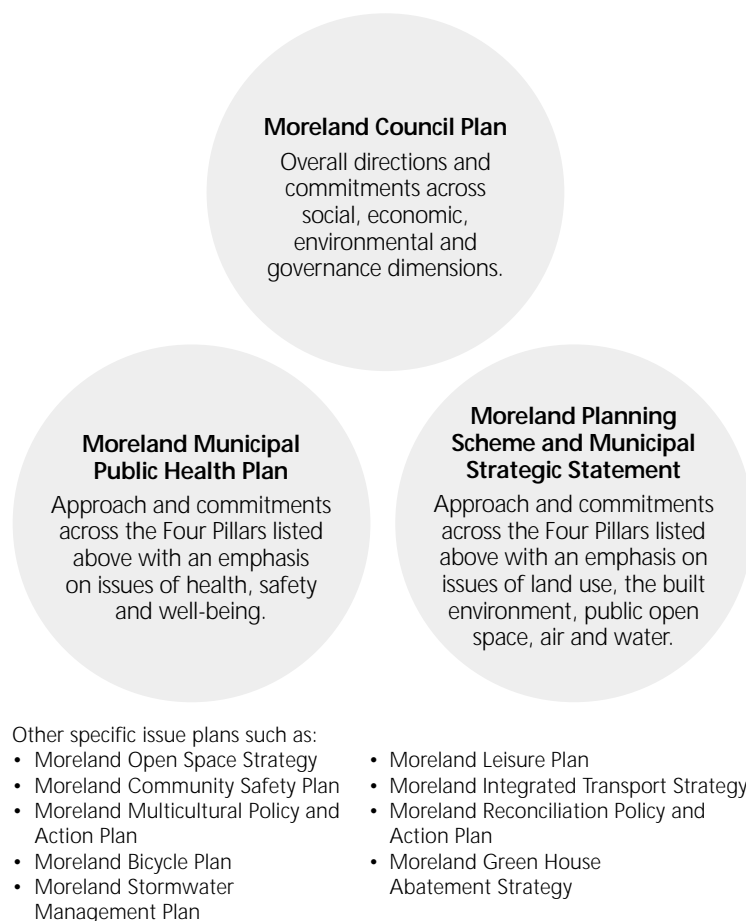 Moreland Council Plan
Overall directions and
commitments across
social, economic,
environmental and
governance dimensions.
Moreland Municipal
Public Health Plan
Approach and commitments
across the Four Pillars listed
above with an emphasis
on issues of health, safety
and well-being.
Moreland Planning
Scheme and Municipal
Strategic Statement
Approach and commitments
across the Four Pillars listed
above with an emphasis on
issues of land use, the built
environment, public open
space, air and water.
Other specific issue plans such as:
• Moreland Open Space Strategy
• Moreland Community Safety Plan
• Moreland Multicultural Policy and
Action Plan
• Moreland Bicycle Plan
• Moreland Stormwater
Management Plan
• Moreland Leisure Plan
• Moreland Integrated Transport Strategy
• Moreland Reconciliation Policy and
Action Plan
• Moreland Green House
Abatement Strategy